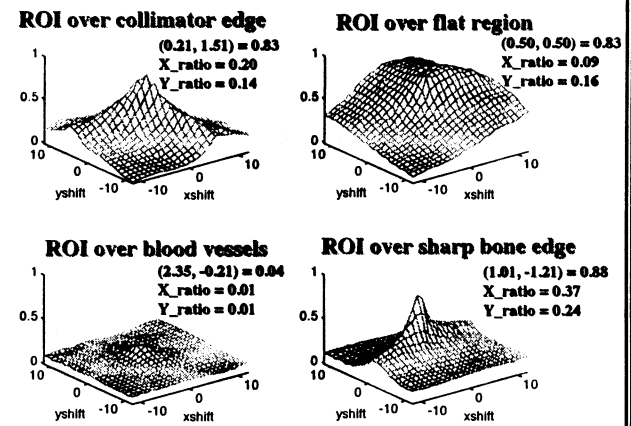 ROI over collimator edge
(0.21, 1.51) = 0.83
X_ratio = 0.20
Y_ratio = 0.14
1
0.5
0
10
0
-10
yshift
-10
0
10
xshift
ROI over flat region
(0.50, 0.50) = 0.83
X_ratio = 0.09
Y_ratio = 0.16
1
0.5
0
10
0
-10
yshift
-10
0
10
xshift
ROI over blood vessels
(2.35, -0.21) = 0.04
X_ratio = 0.01
Y_ratio = 0.01
1
0.5
0
10
0
-10
yshift
-10
0
10
xshift
ROI over sharp bone edge
(1.01, -1.21) = 0.88
X_ratio = 0.37
Y_ratio = 0.24
1
0.5
0
10
0
-10
yshift
-10
0
10
xshift